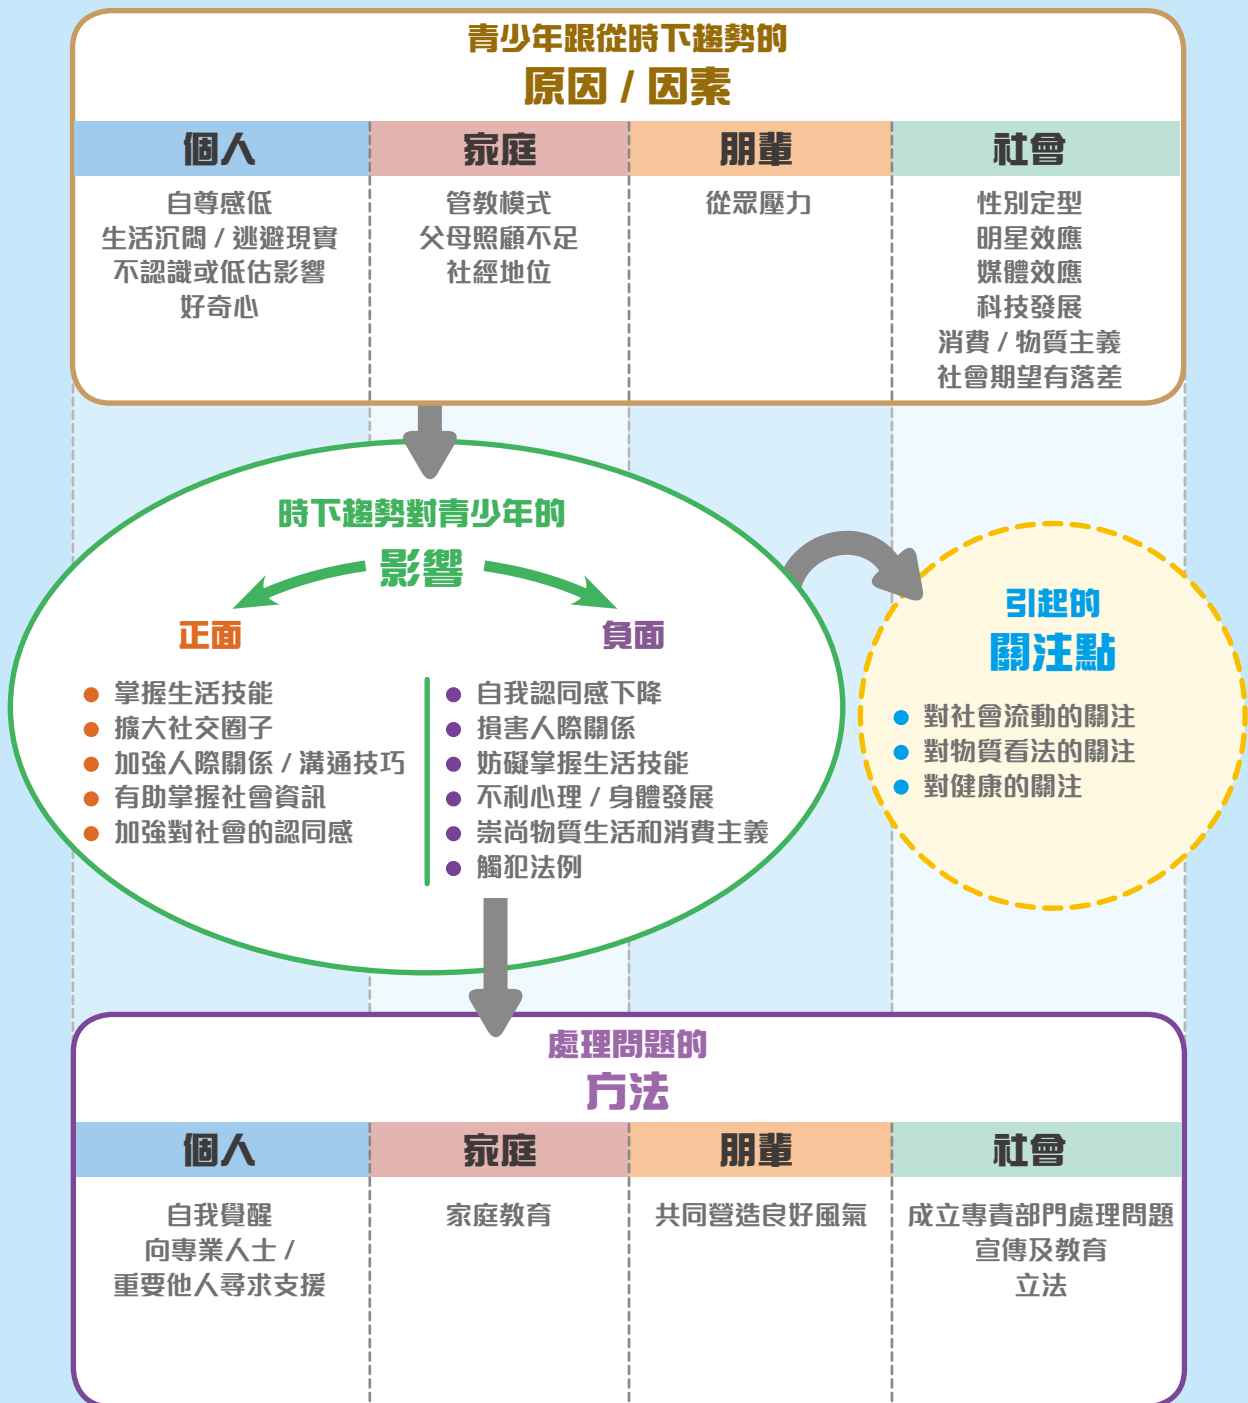 青少年跟從時下趨勢的
原因 / 因素
個人
自尊感低
生活沉悶 / 逃避現實
不認識或低估影響
好奇心
家庭
管教模式
父母照顧不足
社經地位
朋輩
從眾壓力
社會
性別定型
明星效應
媒體效應
科技發展
消費 / 物質主義
社會期望有落差
時下趨勢對青少年的
影響
正面
掌握生活技能
擴大社交圈子
加強人際關係 / 溝通技巧
有助掌握社會資訊
加強對社會的認同感
負面
自我認同感下降
損害人際關係
妨礙掌握生活技能
不利心理 / 身體發展
崇尚物質生活和消費主義
觸犯法例
引起的
關注點
對社會流動的關注
對物質看法的關注
對健康的關注
處理問題的
方法
個人
自我覺醒
向專業人士 /
重要他人尋求支援
家庭
家庭教育
朋輩
共同營造良好風氣
社會
成立專責部門處理問題
宣傳及教育
立法